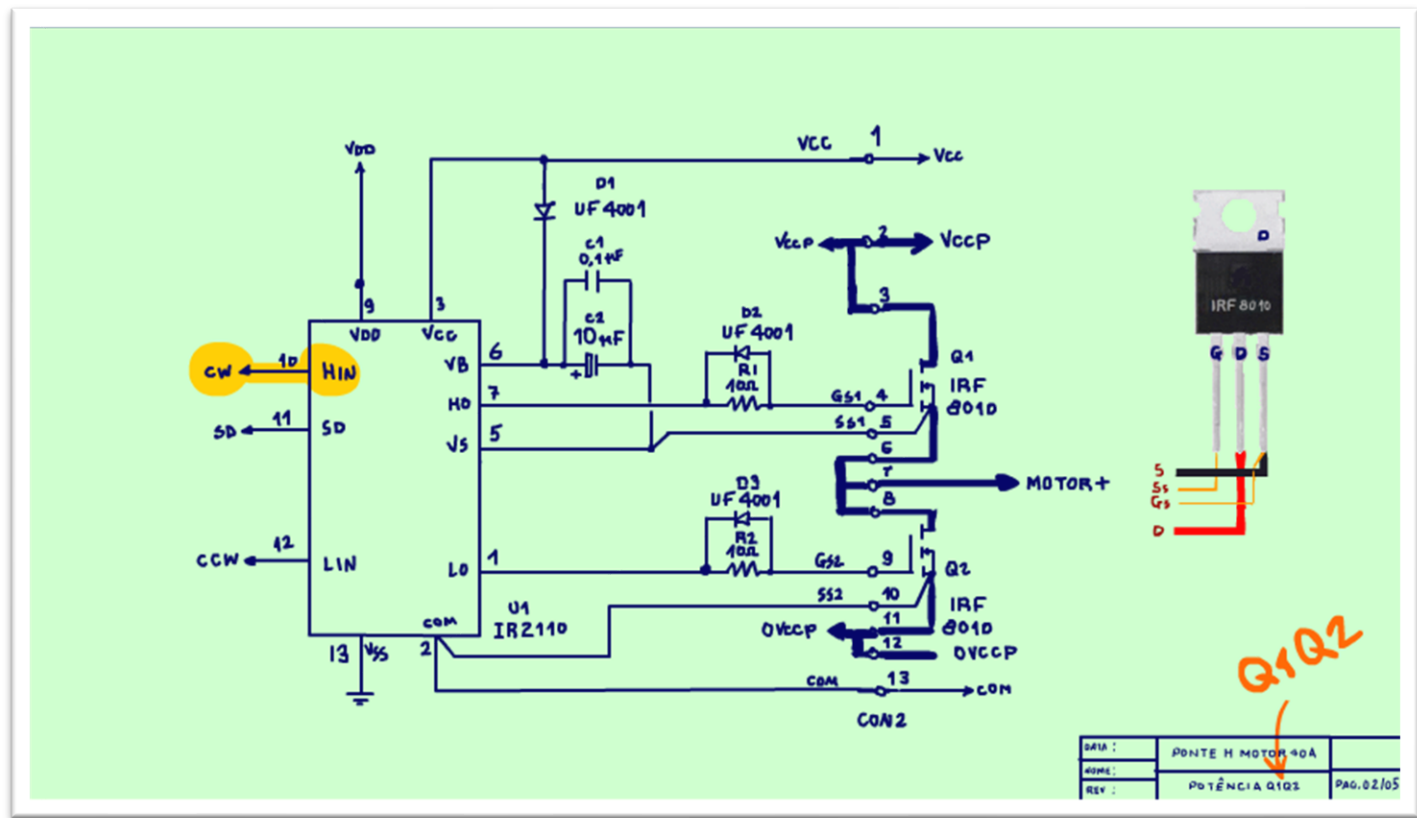 VDD
VCC 1 Vcc
D1
UF4001
C1
0,1µF
C2
10µF
+
VCCP 2 VCCP
3
9 3
VDD VCC
CW 10 HIN
VB 6
D2
UF4001
R1
10Ω
Q1
IRF
8010
HO 7
GS1 4
SD 11 SD
SS1 5
VS 5
6
7 MOTOR+
8
D3
UF4001
R2
10Ω
CCW 12 LIN
LO 1
GS2 9
Q2
IRF
8010
SS2 10
U1
IR2110
COM
13 VSS 2
0VCCP 11
12 0VCCP
COM 13 COM
CON2
D
IRF8010
G D S
S
Ss
Gs
D
Q1Q2
DATA :
NOME:
REV :
PONTE H MOTOR 40A
POTÊNCIA Q1Q2
PAG.02/05